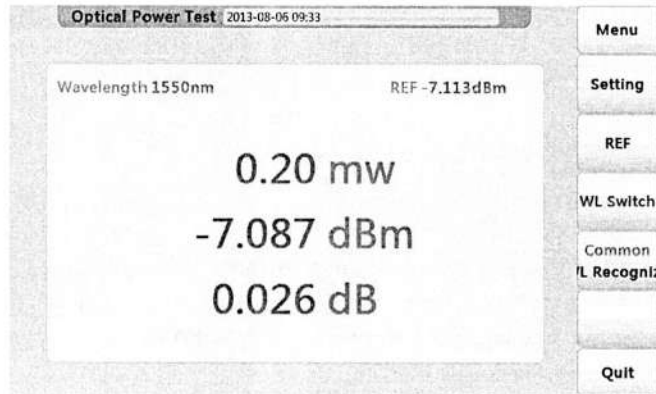 Optical Power Test 2013-08-06 09:33
Wavelength 1550nm
REF -7.113dBm
0.20 mw
-7.087 dBm
0.026 dB
Menu
Setting
REF
WL Switch
Common
L Recogniz
Quit